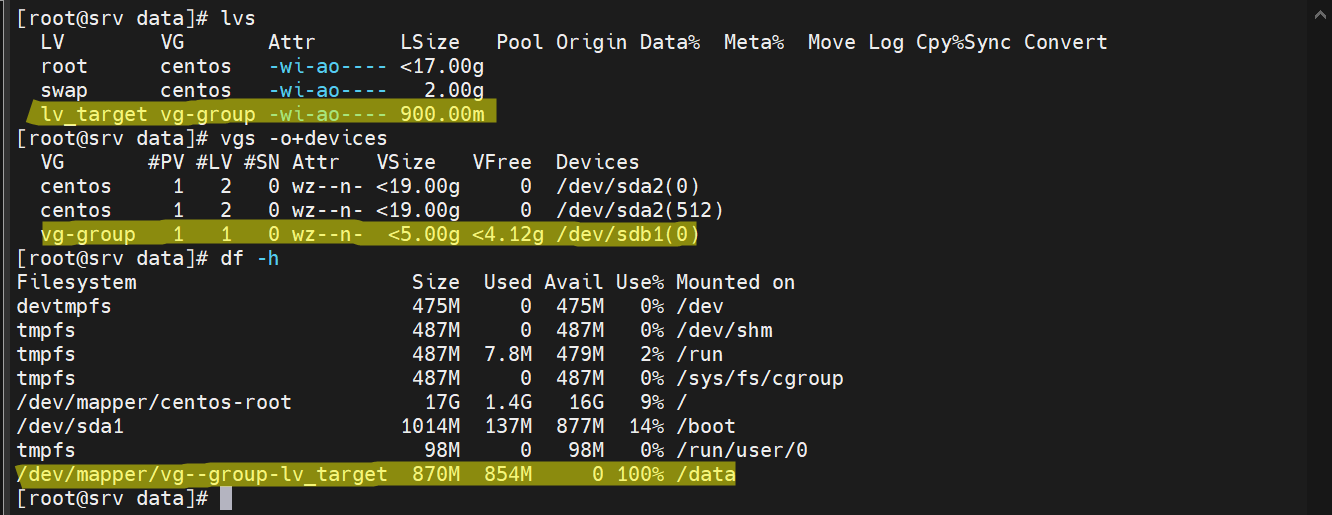 [root@srv data]# lvs
  LV        VG       Attr       LSize   Pool Origin Data%  Meta%  Move Log Cpy%Sync Convert
  root      centos   -wi-ao---- <17.00g
  swap      centos   -wi-ao----   2.00g
  lv_target vg-group -wi-ao---- 900.00m
[root@srv data]# vgs -o+devices
  VG       #PV #LV #SN Attr   VSize   VFree  Devices
  centos     1   2   0 wz--n- <19.00g     0  /dev/sda2(0)
  centos     1   2   0 wz--n- <19.00g     0  /dev/sda2(512)
  vg-group   1   1   0 wz--n-  <5.00g <4.12g /dev/sdb1(0)
[root@srv data]# df -h
Filesystem                       Size  Used Avail Use% Mounted on
devtmpfs                         475M     0  475M   0% /dev
tmpfs                            487M     0  487M   0% /dev/shm
tmpfs                            487M  7.8M  479M   2% /run
tmpfs                            487M     0  487M   0% /sys/fs/cgroup
/dev/mapper/centos-root           17G  1.4G   16G   9% /
/dev/sda1                       1014M  137M  877M  14% /boot
tmpfs                             98M     0   98M   0% /run/user/0
/dev/mapper/vg--group-lv_target  870M  854M     0 100% /data
[root@srv data]#